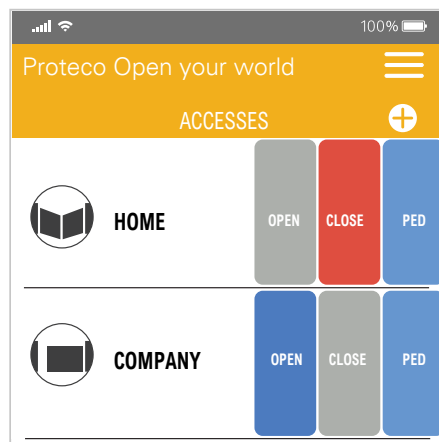 100%
Proteco Open your world
ACCESSES
HOME OPEN CLOSE PED
COMPANY OPEN CLOSE PED